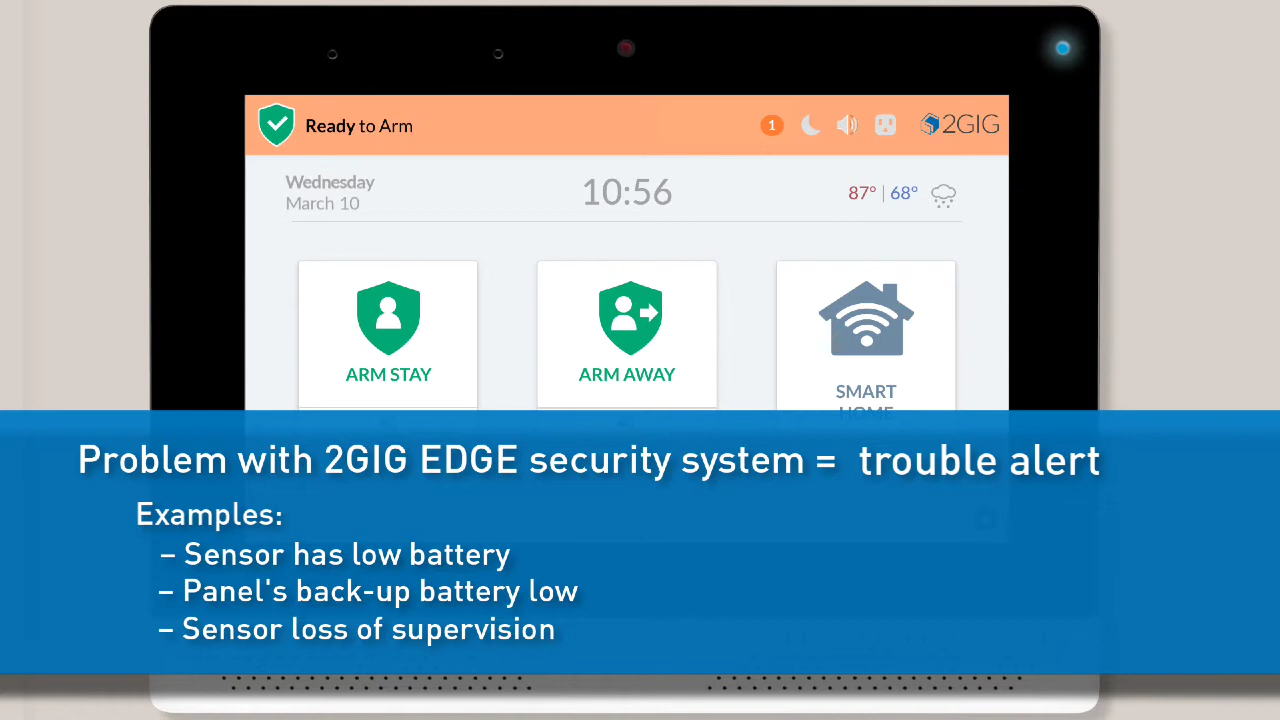 Ready to Arm
1
2GIG
Wednesday
March 10
10:56
87° | 68°
ARM STAY
ARM AWAY
SMART
HOME
Problem with 2GIG EDGE security system = trouble alert
Examples:
– Sensor has low battery
– Panel's back-up battery low
– Sensor loss of supervision